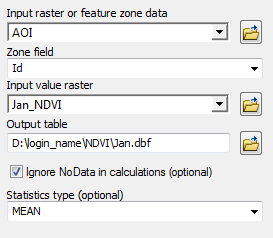 Input raster or feature zone data
AOI
Zone field
Id
Input value raster
Jan_NDVI
Output table
D:\login_name\NDVI\Jan.dbf
Ignore NoData in calculations (optional)
Statistics type (optional)
MEAN